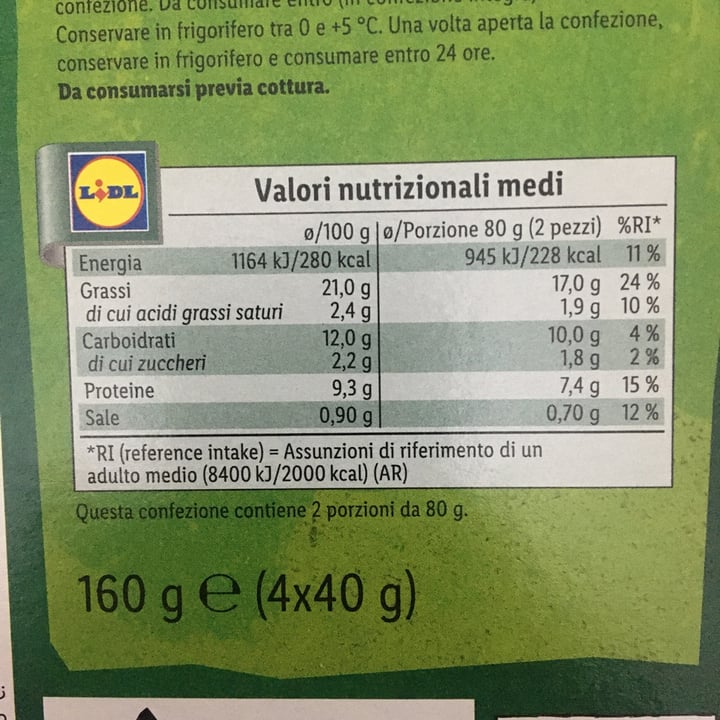 confezione. Da consumare entro
Conservare in frigorifero tra 0 e +5 °C. Una volta aperta la confezione,
conservare in frigorifero e consumare entro 24 ore.
Da consumarsi previa cottura.
LIDL
Valori nutrizionali medi
ø/100 g ø/Porzione 80 g (2 pezzi) %RI*
Energia 1164 kJ/280 kcal 945 kJ/228 kcal 11 %
Grassi 21,0 g 17,0 g 24 %
di cui acidi grassi saturi 2,4 g 1,9 g 10 %
Carboidrati 12,0 g 10,0 g 4 %
di cui zuccheri 2,2 g 1,8 g 2 %
Proteine 9,3 g 7,4 g 15 %
Sale 0,90 g 0,70 g 12 %
*RI (reference intake) = Assunzioni di riferimento di un
adulto medio (8400 kJ/2000 kcal) (AR)
Questa confezione contiene 2 porzioni da 80 g.
160 g ℮ (4x40 g)